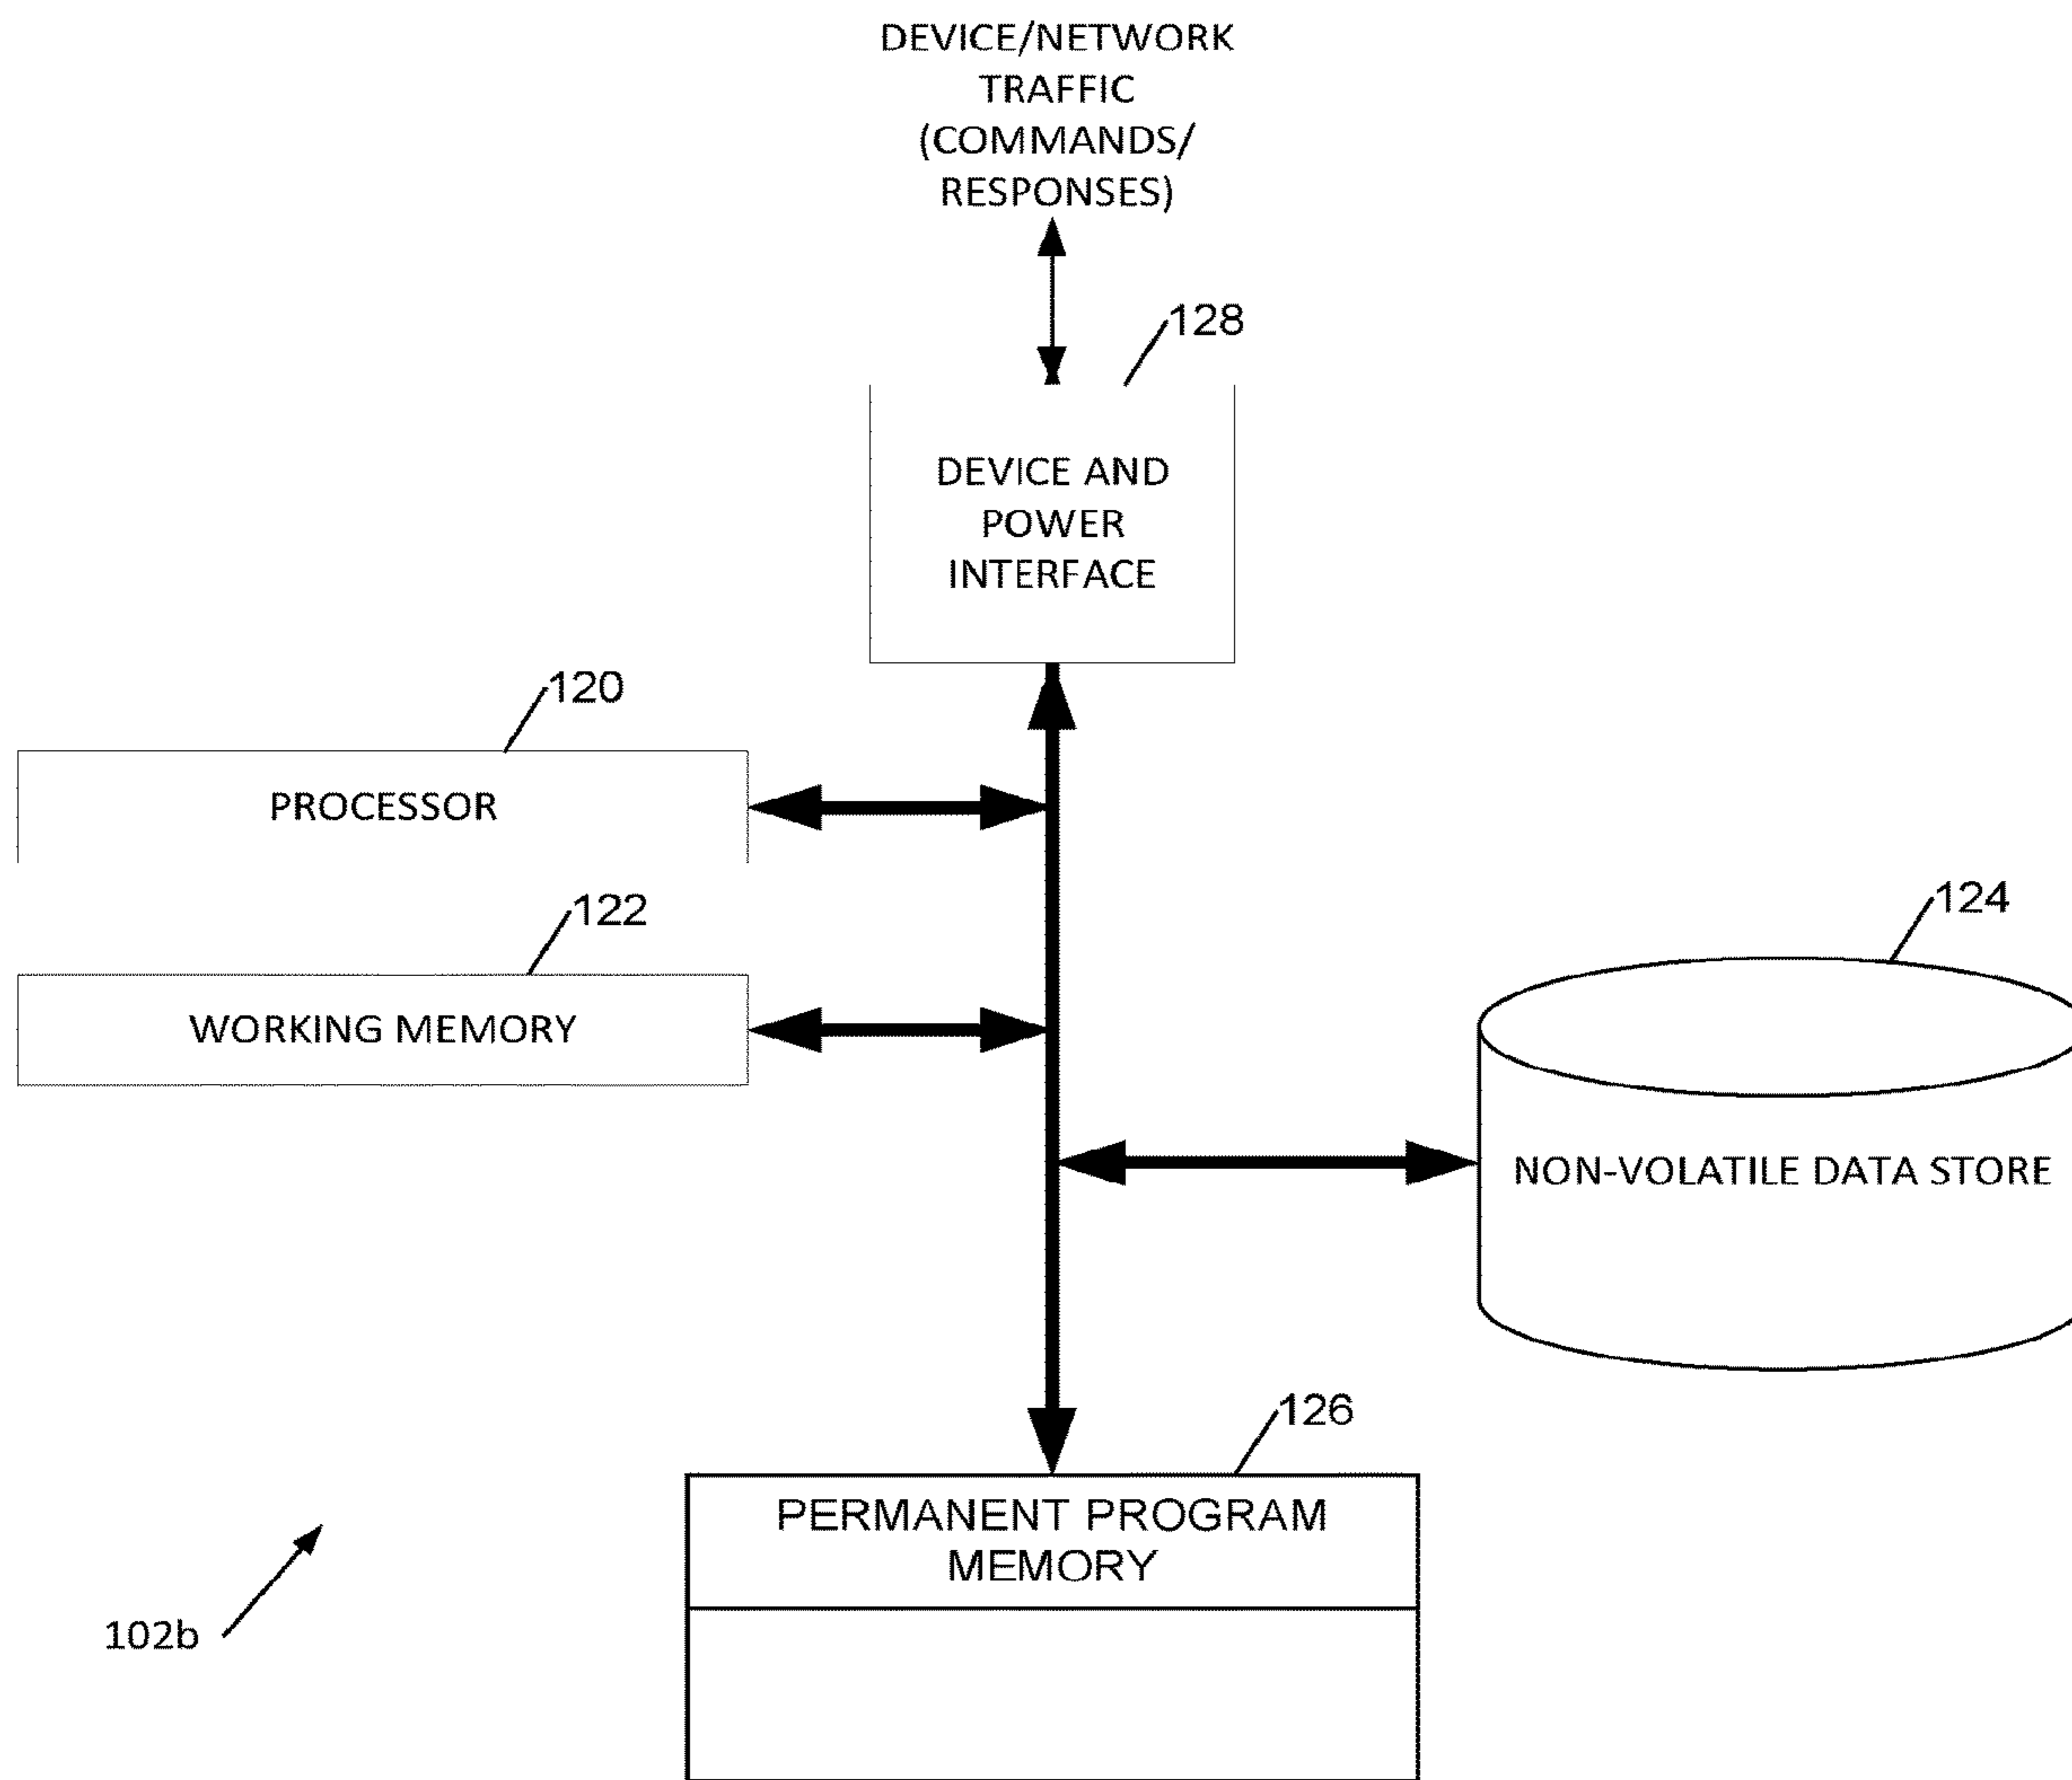 DEVICE/NETWORK
TRAFFIC
(COMMANDS/
RESPONSES)
128
DEVICE AND
POWER
INTERFACE
120
PROCESSOR
122
WORKING MEMORY
124
NON-VOLATILE DATA STORE
126
PERMANENT PROGRAM
MEMORY
102b